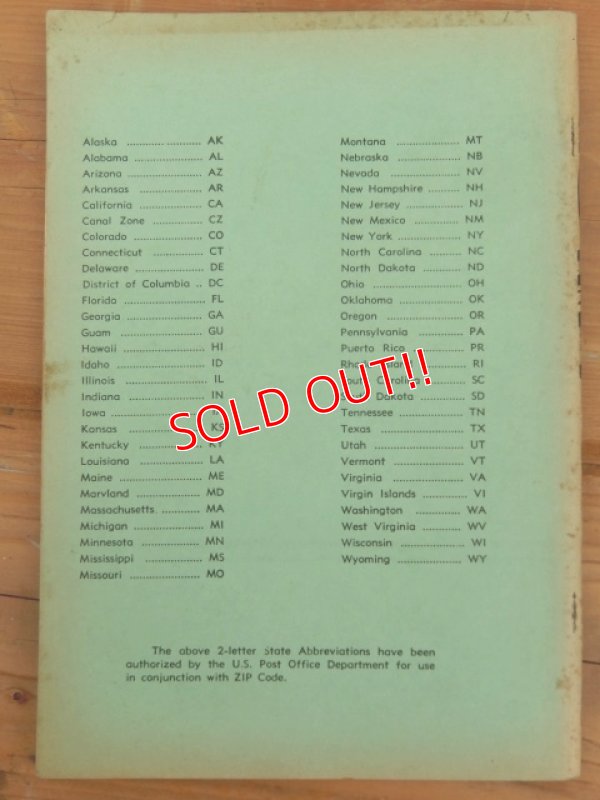 Alaska ..................... AK
Alabama ................... AL
Arizona ..................... AZ
Arkansas .................. AR
California .................. CA
Canal Zone .............. CZ
Colorado .................. CO
Connecticut .............. CT
Delaware .................. DE
District of Columbia .. DC
Florida ...................... FL
Georgia .................... GA
Guam ...................... GU
Hawaii ...................... HI
Idaho ....................... ID
Illinois ...................... IL
Indiana ..................... IN
Iowa
Kansas ..................... KS
Kentucky .................. KY
Louisiana .................. LA
Maine ...................... ME
Maryland .................. MD
Massachusetts ........... MA
Michigan .................. MI
Minnesota ................ MN
Mississippi ................ MS
Missouri ................... MO
Montana .................. MT
Nebraska ................. NB
Nevada .................... NV
New Hampshire ........ NH
New Jersey .............. NJ
New Mexico ............. NM
New York ................. NY
North Carolina .......... NC
North Dakota ........... ND
Ohio ........................ OH
Oklahoma ................ OK
Oregon .................... OR
Pennsylvania ............ PA
Puerto Rico .............. PR
Rhode Island ............ RI
South Carolina .......... SC
South Dakota ........... SD
Tennessee ................ TN
Texas ....................... TX
Utah ........................ UT
Vermont ................... VT
Virginia .................... VA
Virgin Islands ............ VI
Washington .............. WA
West Virginia ............ WV
Wisconsin ................ WI
Wyoming .................. WY
SOLD OUT!!
The above 2-letter State Abbreviations have been
authorized by the U.S. Post Office Department for use
in conjunction with ZIP Code.